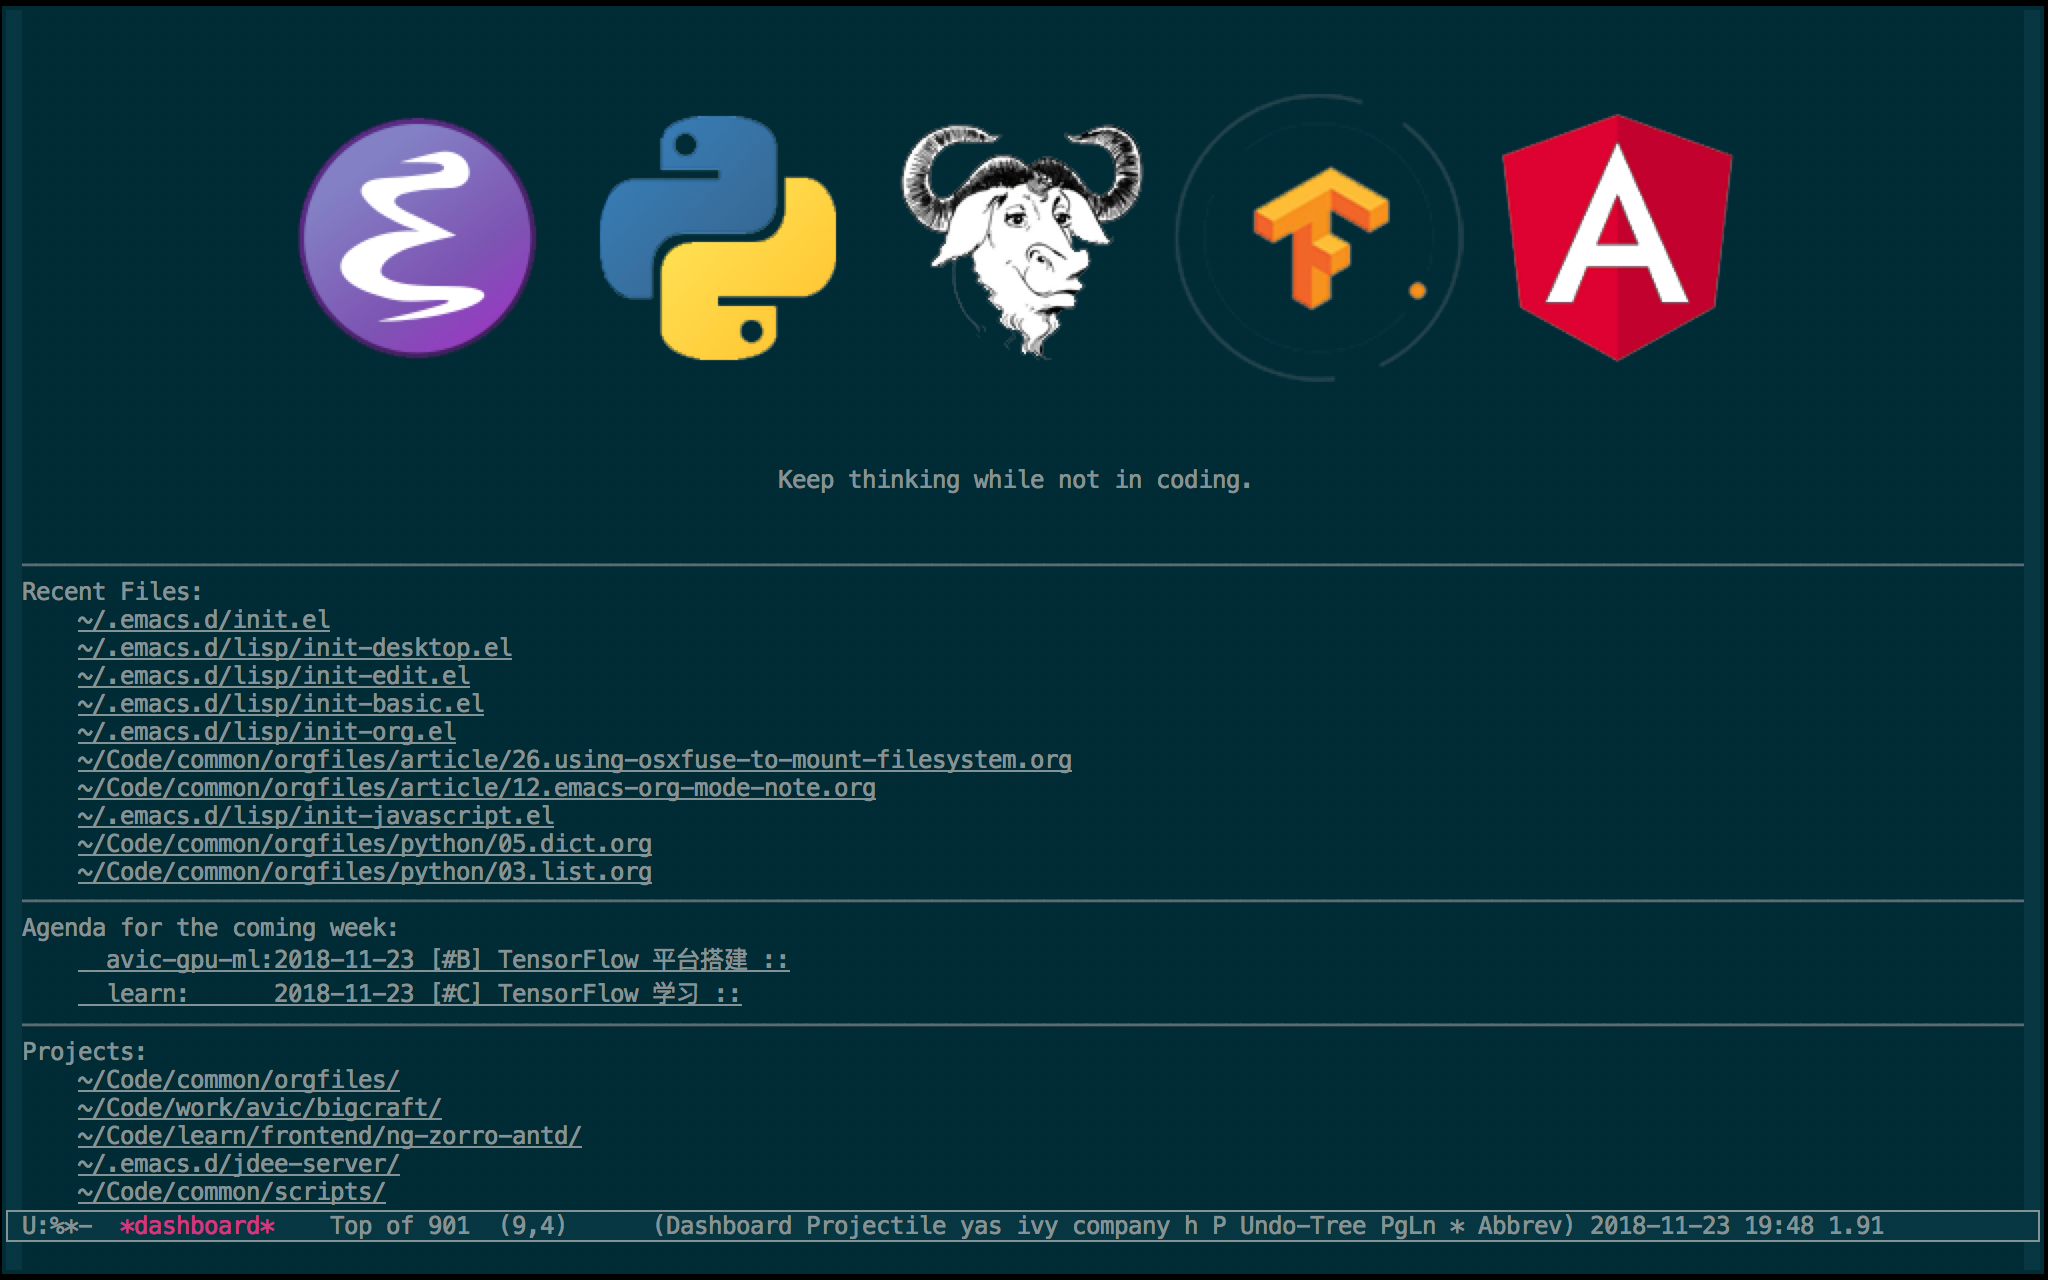 Keep thinking while not in coding.
Recent Files:
~/.emacs.d/init.el
~/.emacs.d/lisp/init-desktop.el
~/.emacs.d/lisp/init-edit.el
~/.emacs.d/lisp/init-basic.el
~/.emacs.d/lisp/init-org.el
~/Code/common/orgfiles/article/26.using-osxfuse-to-mount-filesystem.org
~/Code/common/orgfiles/article/12.emacs-org-mode-note.org
~/.emacs.d/lisp/init-javascript.el
~/Code/common/orgfiles/python/05.dict.org
~/Code/common/orgfiles/python/03.list.org
Agenda for the coming week:
avic-gpu-ml:2018-11-23 [#B] TensorFlow 平台搭建 ::
learn:      2018-11-23 [#C] TensorFlow 学习 ::
Projects:
~/Code/common/orgfiles/
~/Code/work/avic/bigcraft/
~/Code/learn/frontend/ng-zorro-antd/
~/.emacs.d/jdee-server/
~/Code/common/scripts/
U:%*-  *dashboard*    Top of 901  (9,4)      (Dashboard Projectile yas ivy company h P Undo-Tree PgLn * Abbrev) 2018-11-23 19:48 1.91